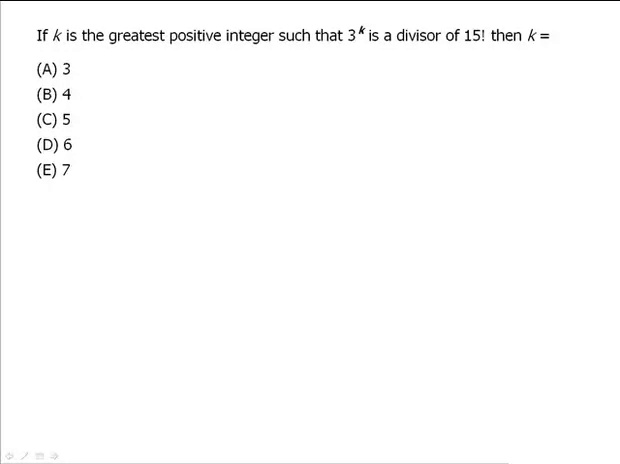 If k is the greatest positive integer such that 3^k is a divisor of 15! then k =
(A) 3
(B) 4
(C) 5
(D) 6
(E) 7